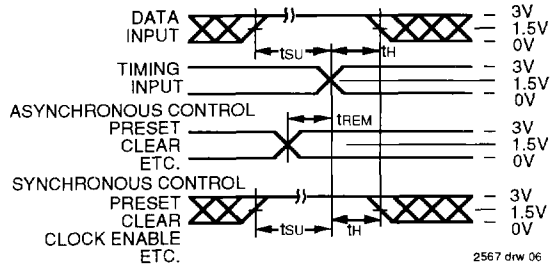 DATA INPUT
3V
1.5V
0V
tSU
tH
TIMING INPUT
3V
1.5V
0V
ASYNCHRONOUS CONTROL
PRESET
CLEAR
ETC.
tREM
3V
1.5V
0V
SYNCHRONOUS CONTROL
PRESET
CLEAR
CLOCK ENABLE
ETC.
tSU
tH
3V
1.5V
0V
2567 drw 06